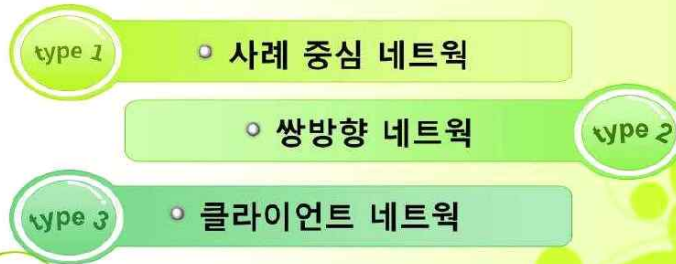 type 1
사례 중심 네트웍
쌍방향 네트웍
type 2
type 3
클라이언트 네트웍